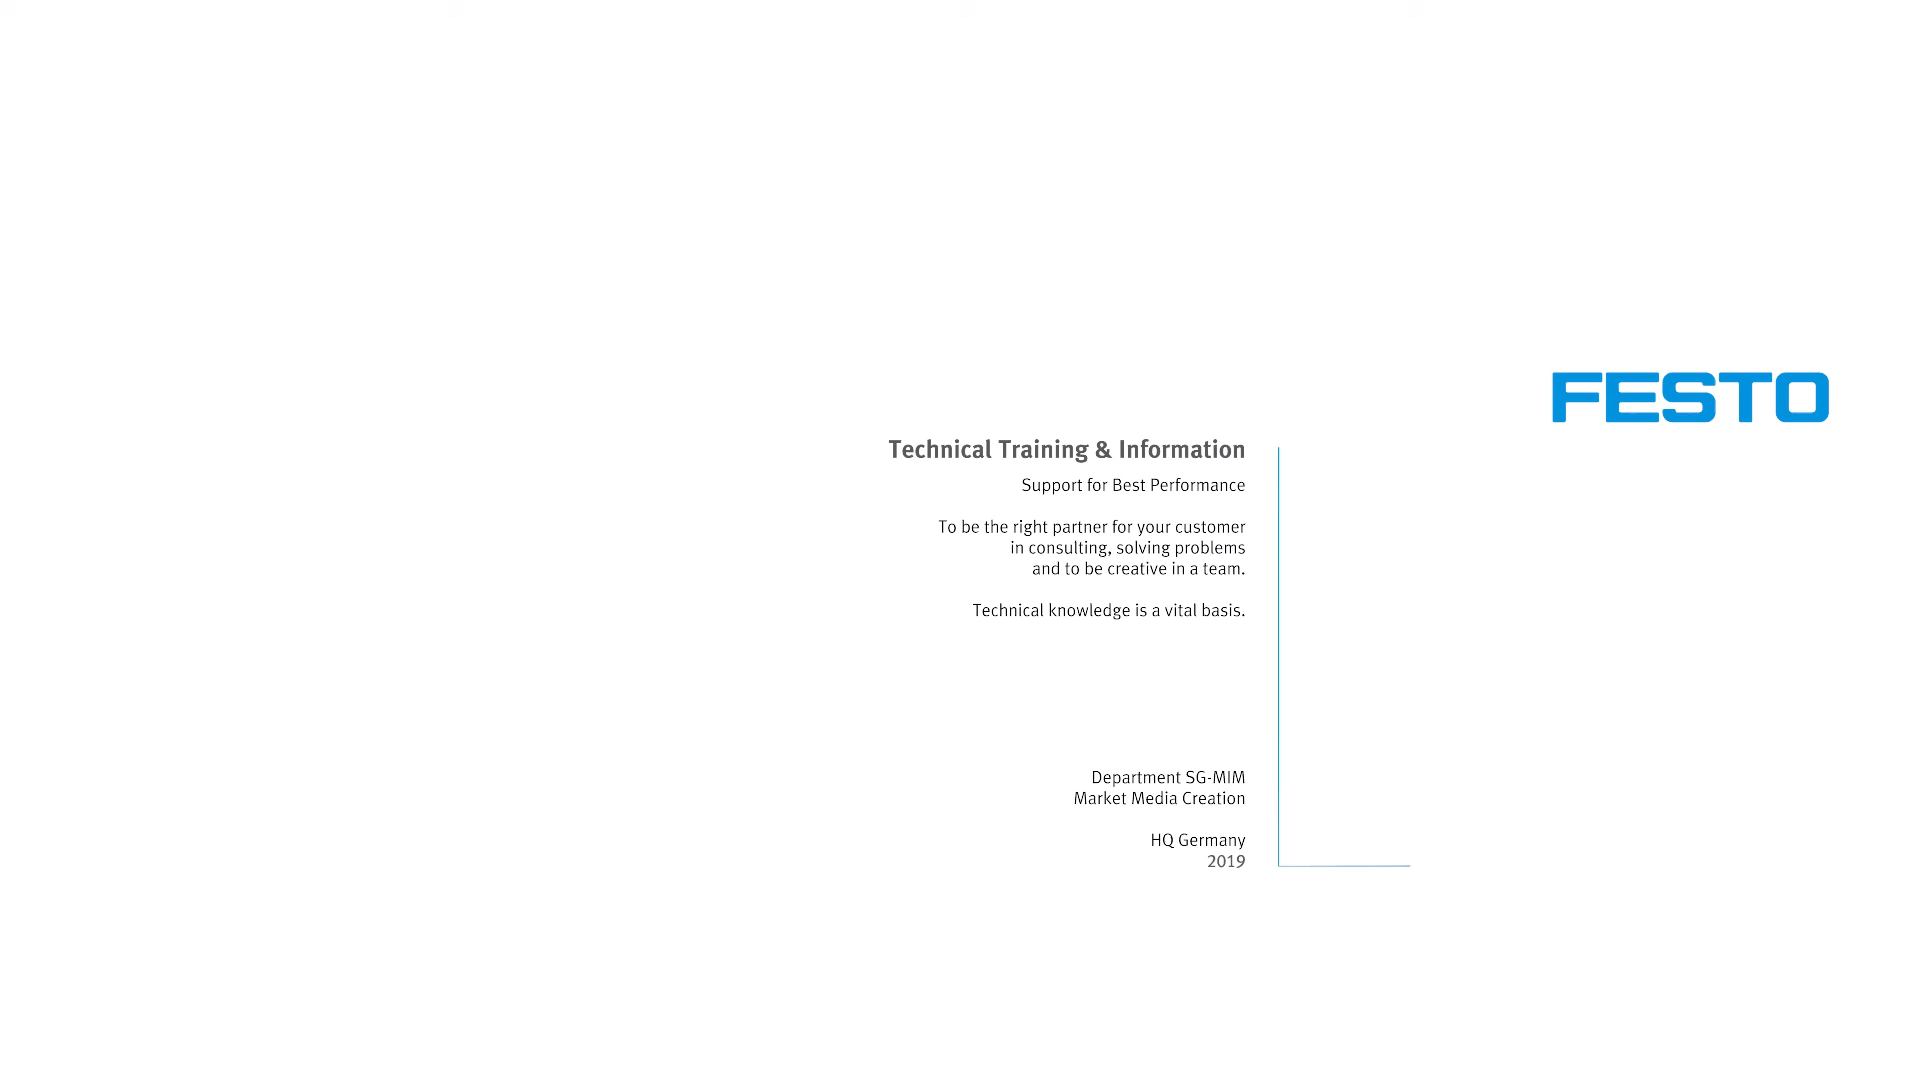 FESTO
Technical Training & Information
Support for Best Performance
To be the right partner for your customer
in consulting, solving problems
and to be creative in a team.
Technical knowledge is a vital basis.
Department SG-MIM
Market Media Creation
HQ Germany
2019